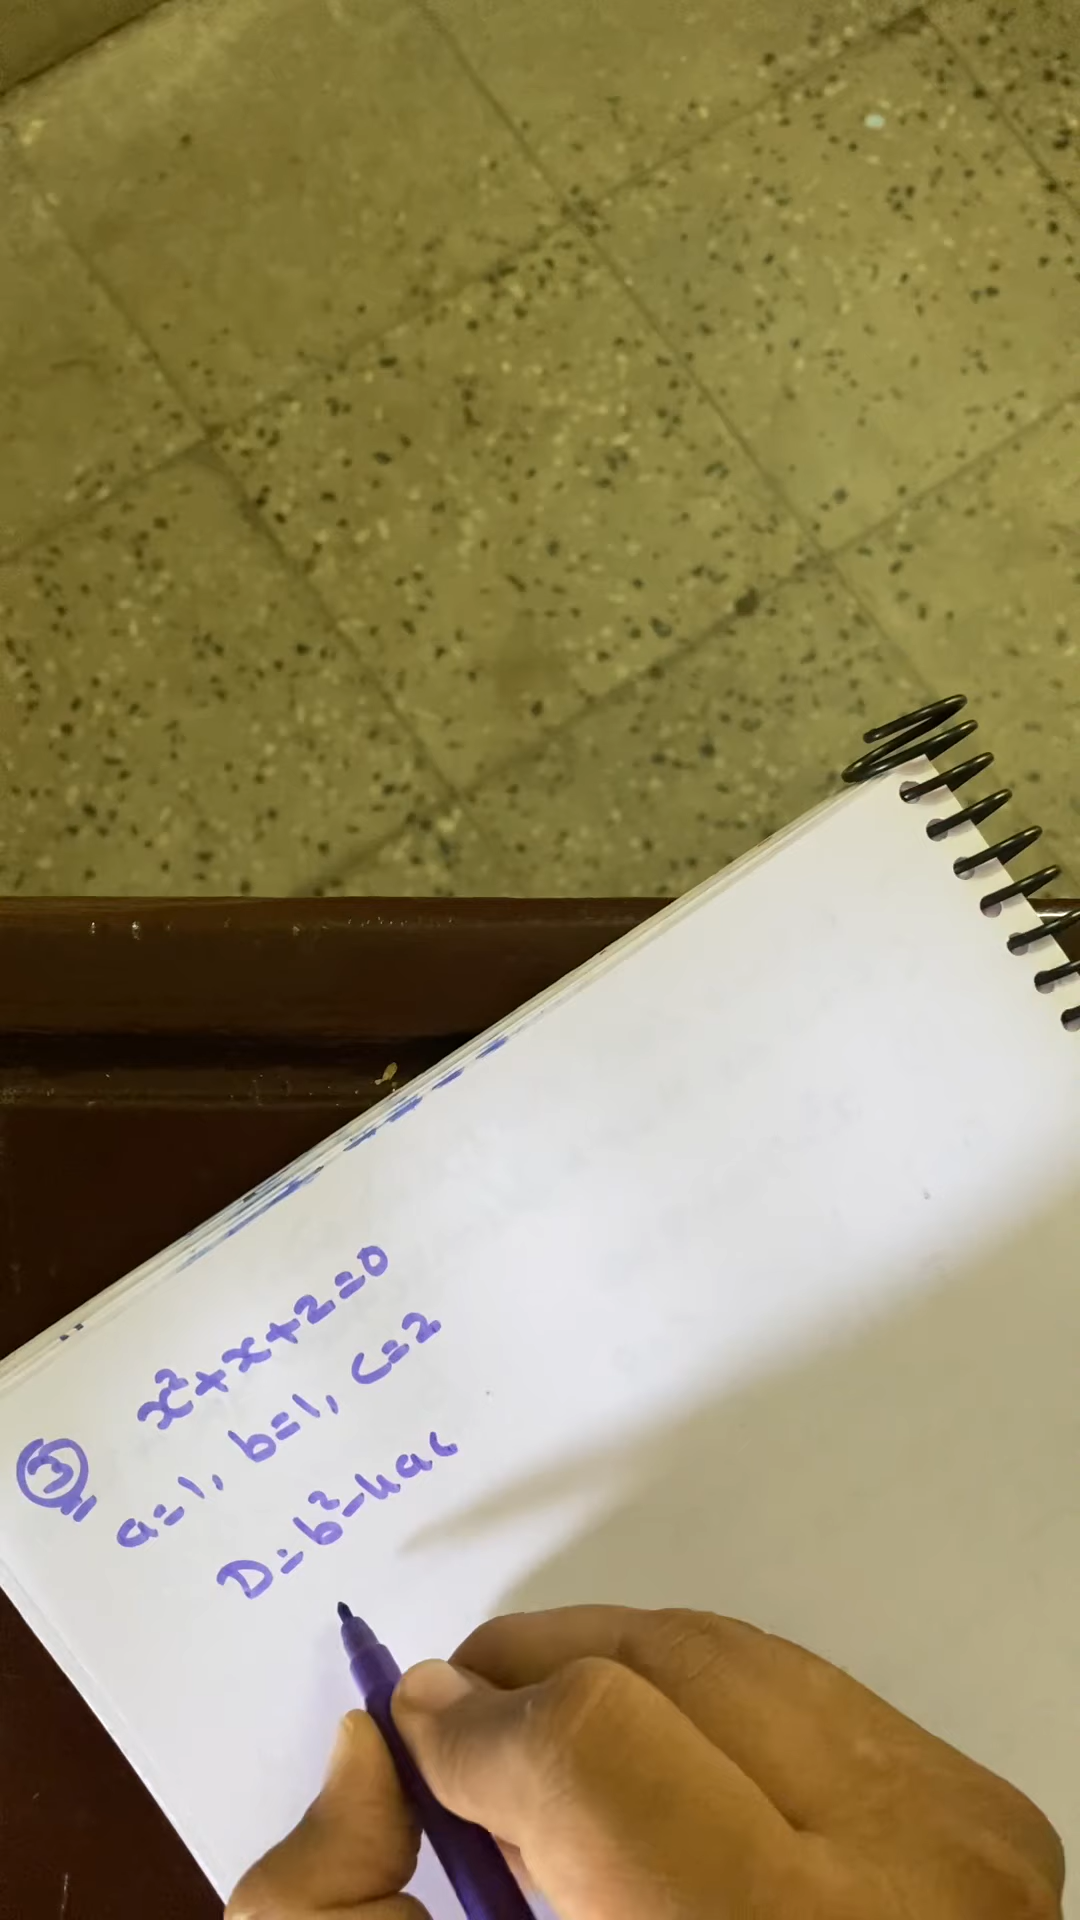 ③ x²+x+2=0
a=1, b=1, c=2
D=b²-4ac